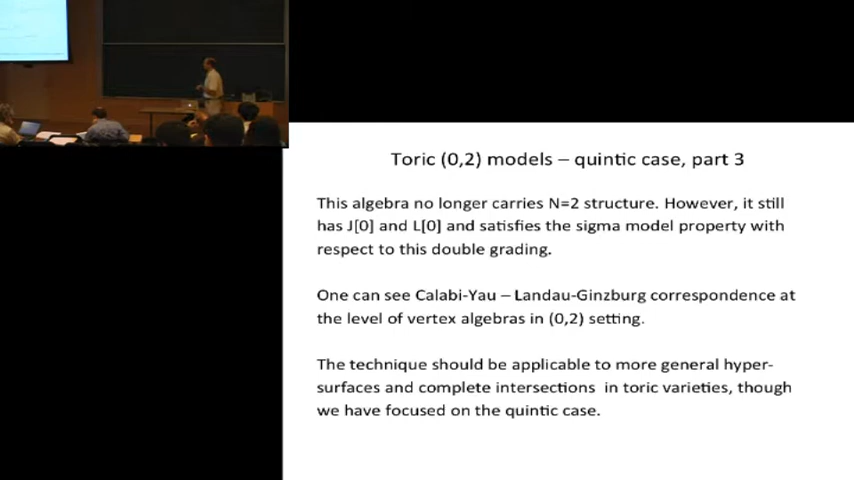 Toric (0,2) models – quintic case, part 3
This algebra no longer carries N=2 structure. However, it still
has J[0] and L[0] and satisfies the sigma model property with
respect to this double grading.
One can see Calabi-Yau – Landau-Ginzburg correspondence at
the level of vertex algebras in (0,2) setting.
The technique should be applicable to more general hyper-
surfaces and complete intersections in toric varieties, though
we have focused on the quintic case.